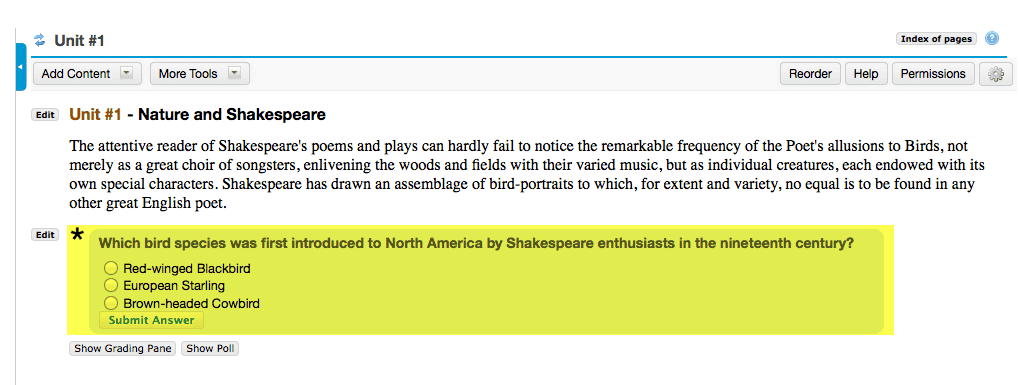 Unit #1
Index of pages
Add Content More Tools Reorder Help Permissions
Edit Unit #1 - Nature and Shakespeare
The attentive reader of Shakespeare's poems and plays can hardly fail to notice the remarkable frequency of the Poet's allusions to Birds, not
merely as a great choir of songsters, enlivening the woods and fields with their varied music, but as individual creatures, each endowed with its
own special characters. Shakespeare has drawn an assemblage of bird-portraits to which, for extent and variety, no equal is to be found in any
other great English poet.
Edit *
Which bird species was first introduced to North America by Shakespeare enthusiasts in the nineteenth century?
Red-winged Blackbird
European Starling
Brown-headed Cowbird
Submit Answer
Show Grading Pane Show Poll